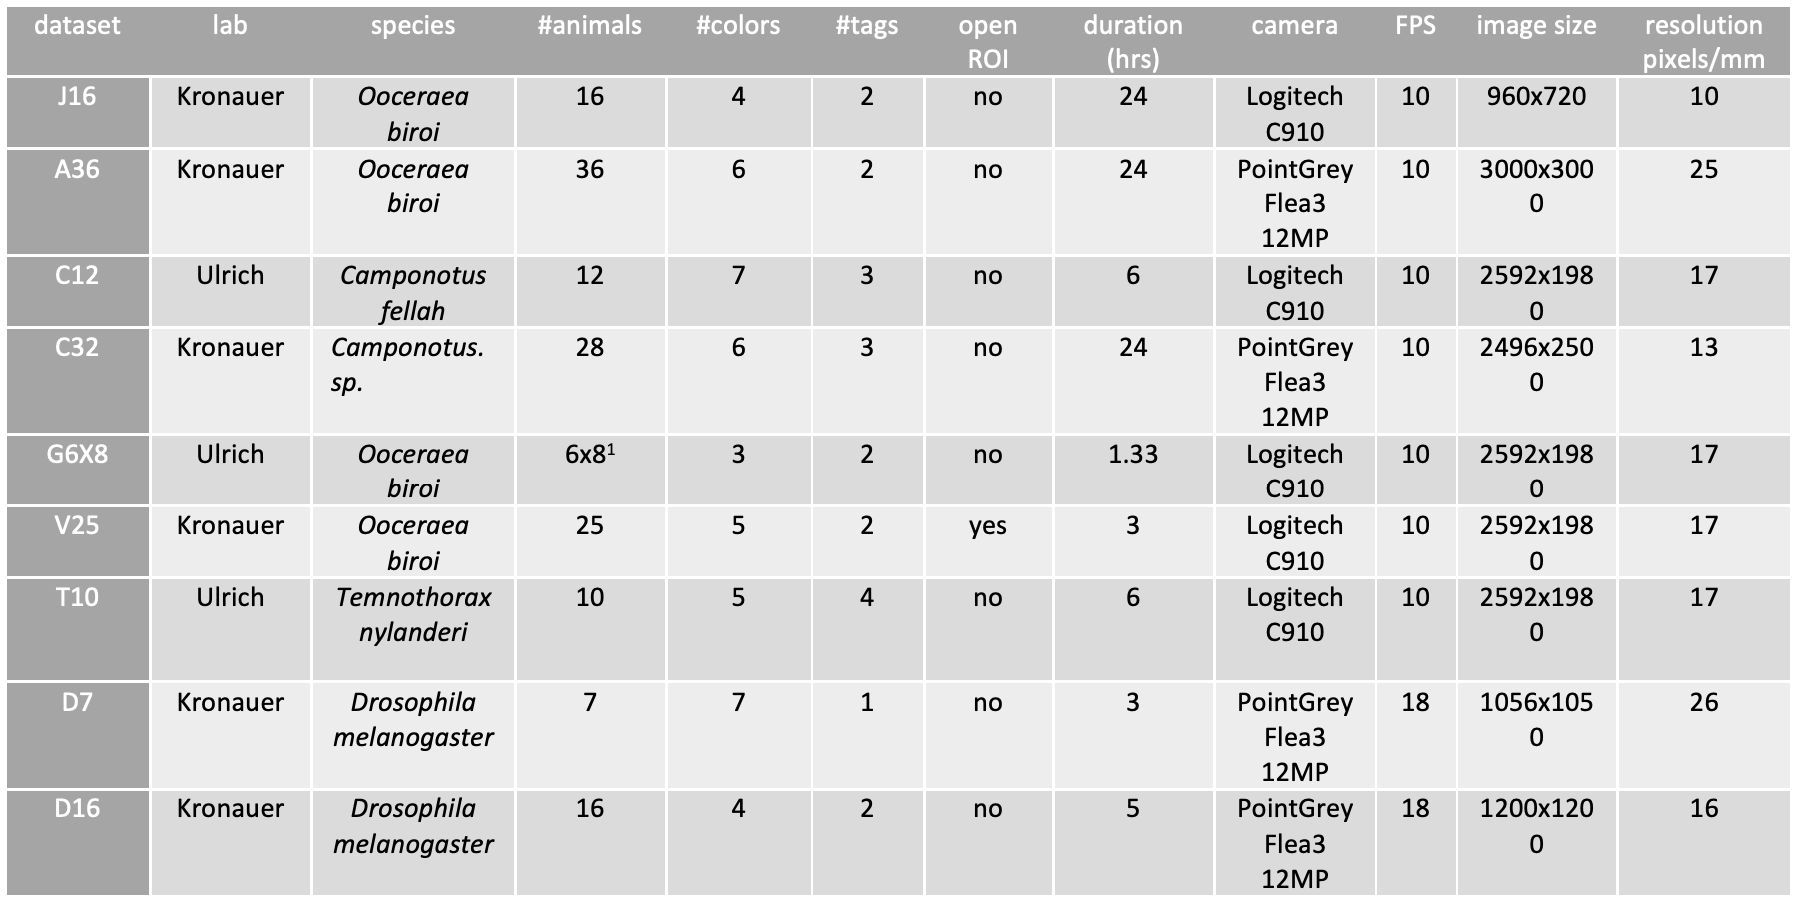 dataset lab species #animals #colors #tags open ROI duration (hrs) camera FPS image size resolution pixels/mm
J16 Kronauer Ooceraea biroi 16 4 2 no 24 Logitech C910 10 960x720 10
A36 Kronauer Ooceraea biroi 36 6 2 no 24 PointGrey Flea3 12MP 10 3000x3000 25
C12 Ulrich Camponotus fellah 12 7 3 no 6 Logitech C910 10 2592x1980 17
C32 Kronauer Camponotus. sp. 28 6 3 no 24 PointGrey Flea3 12MP 10 2496x2500 13
G6X8 Ulrich Ooceraea biroi 6x8¹ 3 2 no 1.33 Logitech C910 10 2592x1980 17
V25 Kronauer Ooceraea biroi 25 5 2 yes 3 Logitech C910 10 2592x1980 17
T10 Ulrich Temnothorax nylanderi 10 5 4 no 6 Logitech C910 10 2592x1980 17
D7 Kronauer Drosophila melanogaster 7 7 1 no 3 PointGrey Flea3 12MP 18 1056x1050 26
D16 Kronauer Drosophila melanogaster 16 4 2 no 5 PointGrey Flea3 12MP 18 1200x1200 16